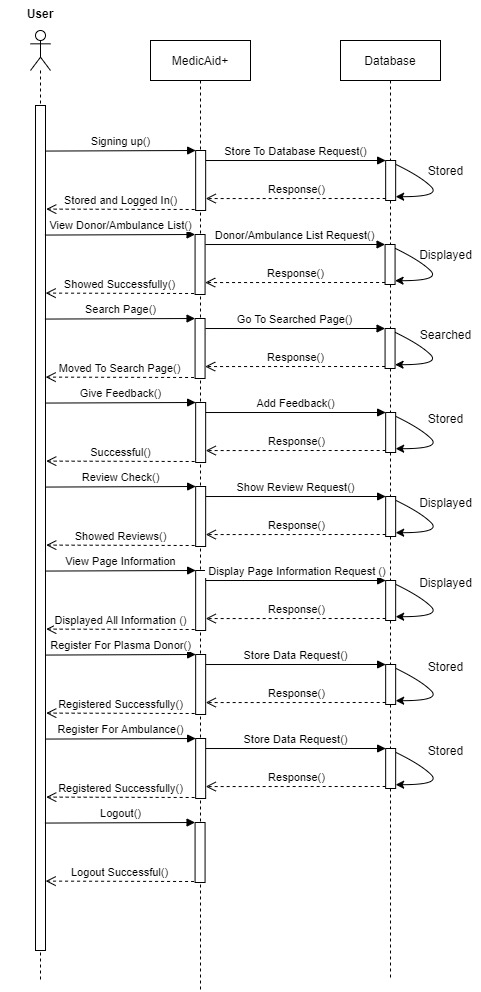 User
MedicAid+
Database
Signing up()
Store To Database Request()
Stored
Response()
Stored and Logged In()
View Donor/Ambulance List()
Donor/Ambulance List Request()
Displayed
Response()
Showed Successfully()
Search Page()
Go To Searched Page()
Searched
Response()
Moved To Search Page()
Give Feedback()
Add Feedback()
Stored
Response()
Successful()
Review Check()
Show Review Request()
Displayed
Response()
Showed Reviews()
View Page Information
Display Page Information Request ()
Displayed
Response()
Displayed All Information ()
Register For Plasma Donor()
Store Data Request()
Stored
Response()
Registered Successfully()
Register For Ambulance()
Store Data Request()
Stored
Response()
Registered Successfully()
Logout()
Logout Successful()